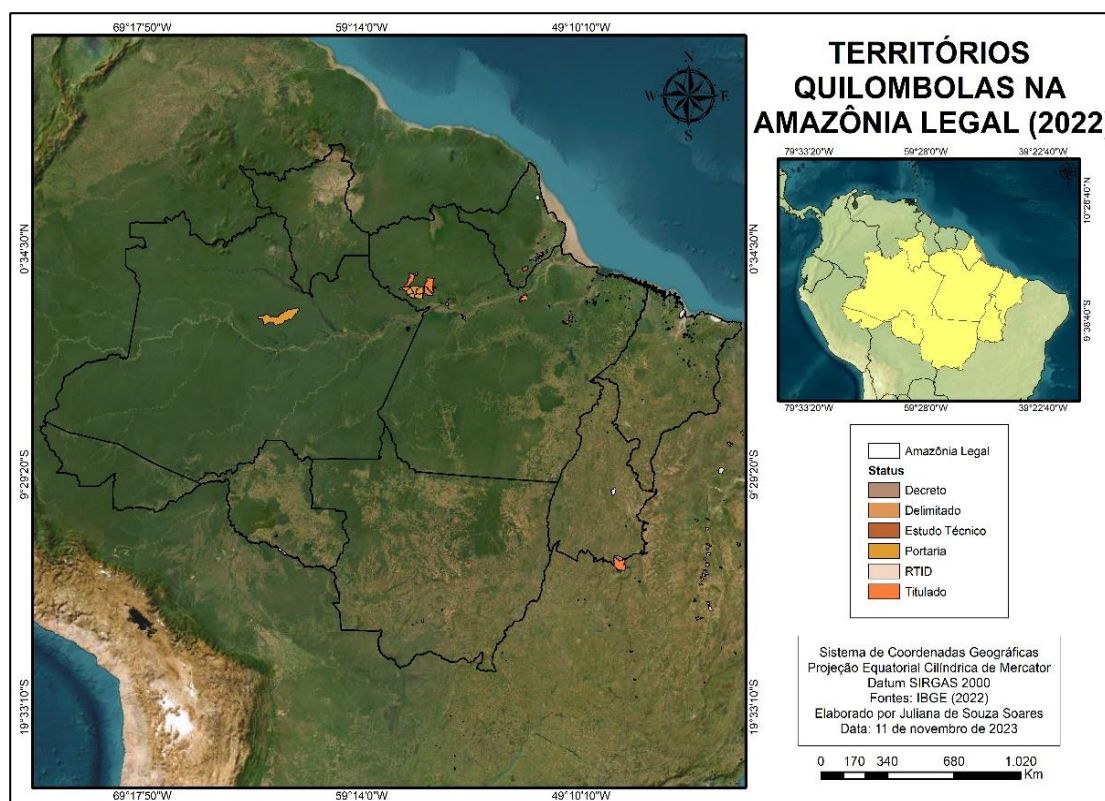 69°17'50"W
59°14'0"W
49°10'10"W
0°34'30"N
9°29'20"S
19°33'10"S
0°34'30"N
9°29'20"S
19°33'10"S
69°17'50"W
59°14'0"W
49°10'10"W
N
W
E
S
TERRITÓRIOS
QUILOMBOLAS NA
AMAZÔNIA LEGAL (2022)
79°33'20"W
59°28'0"W
39°22'40"W
10°26'40"N
9°38'40"S
79°33'20"W
59°28'0"W
39°22'40"W
Amazônia Legal
Status
Decreto
Delimitado
Estudo Técnico
Portaria
RTID
Titulado
Sistema de Coordenadas Geográficas
Projeção Equatorial Cilíndrica de Mercator
Datum SIRGAS 2000
Fontes: IBGE (2022)
Elaborado por Juliana de Souza Soares
Data: 11 de novembro de 2023
0 170 340 680 1.020
Km